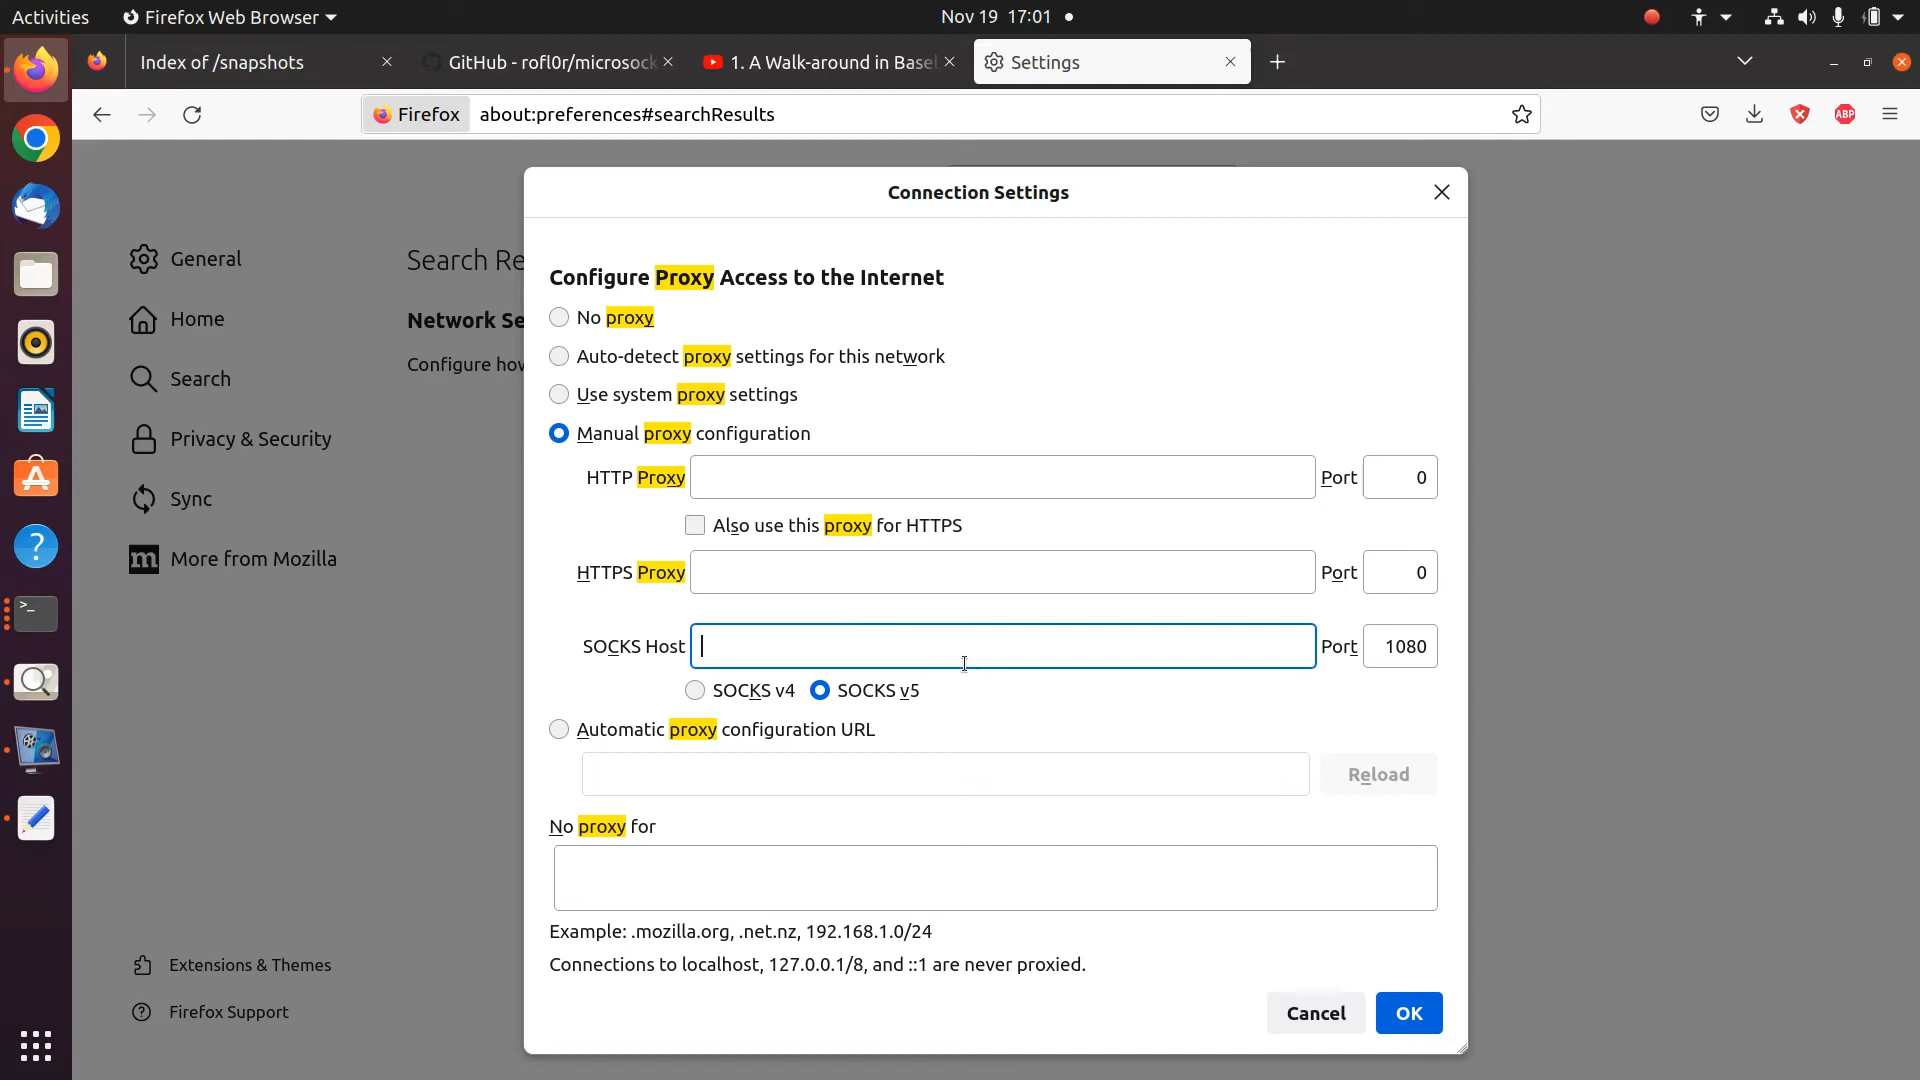 Activities
Firefox Web Browser
Nov 19 17:01
Index of /snapshots
GitHub - rofl0r/microsock
1. A Walk-around in Basel
Settings
Firefox
about:preferences#searchResults
ABP
Connection Settings
General
Home
Search
Privacy & Security
Sync
More from Mozilla
Extensions & Themes
Firefox Support
Search Re
Network Se
Configure how
Configure Proxy Access to the Internet
No proxy
Auto-detect proxy settings for this network
Use system proxy settings
Manual proxy configuration
HTTP Proxy
Port 0
Also use this proxy for HTTPS
HTTPS Proxy
Port 0
SOCKS Host
Port 1080
SOCKS v4 SOCKS v5
Automatic proxy configuration URL
Reload
No proxy for
Example: .mozilla.org, .net.nz, 192.168.1.0/24
Connections to localhost, 127.0.0.1/8, and ::1 are never proxied.
Cancel
OK